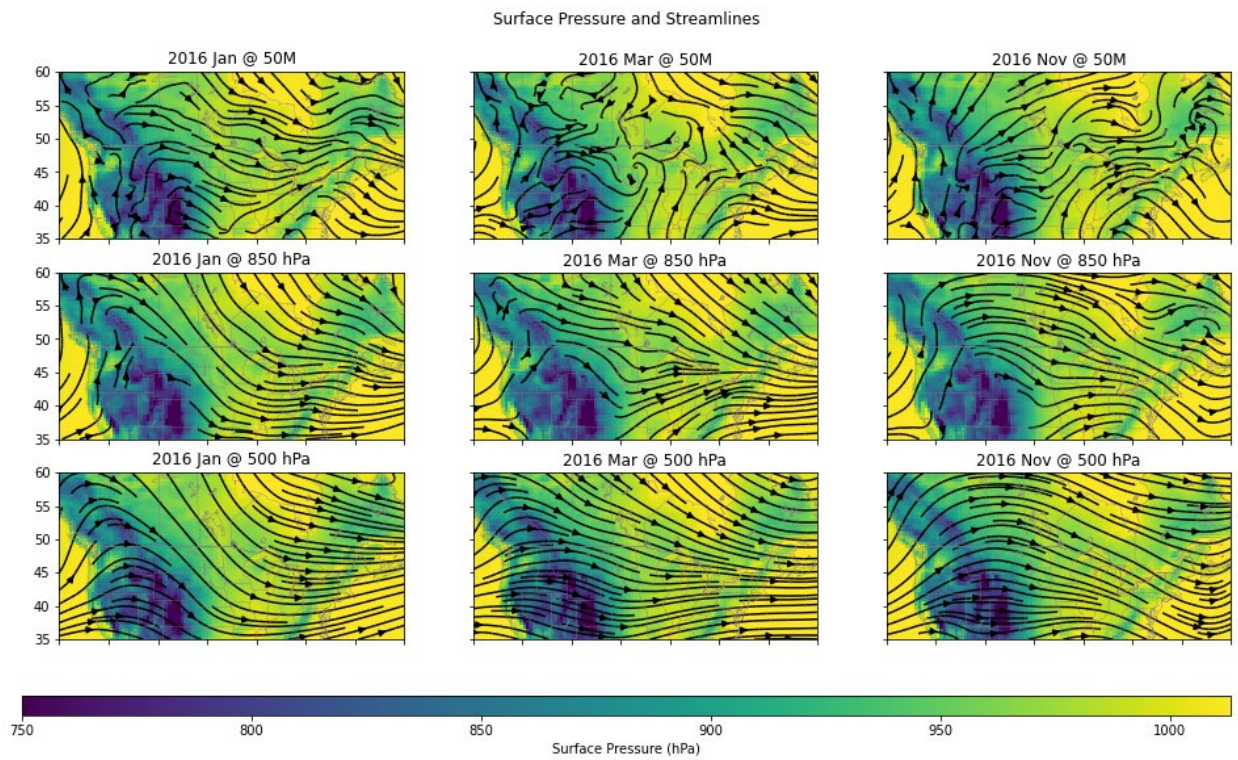 Surface Pressure and Streamlines
2016 Jan @ 50M
2016 Mar @ 50M
2016 Nov @ 50M
60
55
50
45
40
35
2016 Jan @ 850 hPa
2016 Mar @ 850 hPa
2016 Nov @ 850 hPa
60
55
50
45
40
35
2016 Jan @ 500 hPa
2016 Mar @ 500 hPa
2016 Nov @ 500 hPa
60
55
50
45
40
35
750 800 850 900 950 1000
Surface Pressure (hPa)